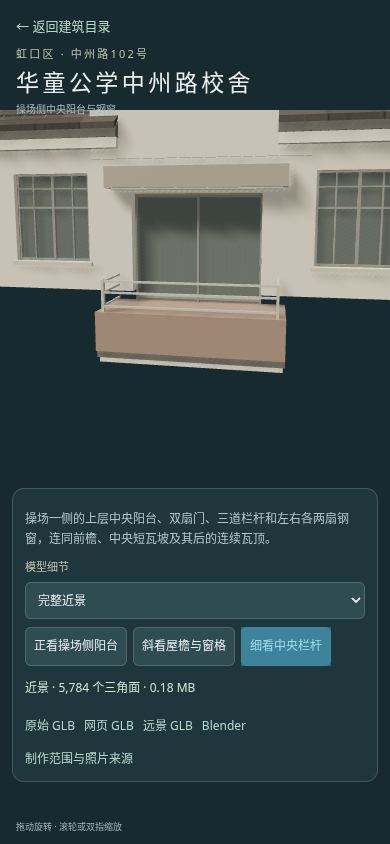 ← 返回建筑目录
虹口区 · 中州路102号
华童公学中州路校舍
操场侧中央阳台与钢窗
操场一侧的上层中央阳台、双扇门、三道栏杆和左右各两扇钢
窗，连同前檐、中央短瓦坡及其后的连续瓦顶。
模型细节
完整近景
正看操场侧阳台 斜看屋檐与窗格 细看中央栏杆
近景 · 5,784 个三角面 · 0.18 MB
原始 GLB 网页 GLB 远景 GLB Blender
制作范围与照片来源
拖动旋转 · 滚轮或双指缩放